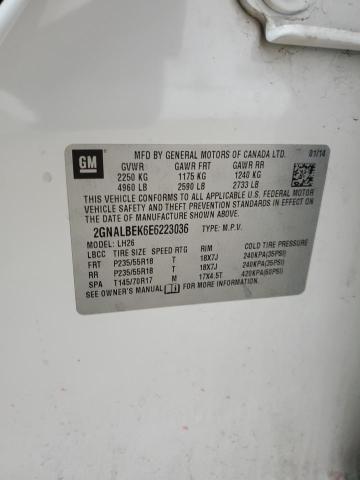 GM
MFD BY GENERAL MOTORS OF CANADA LTD.
01/14
GVWR GAWR FRT GAWR RR
2250 KG 1175 KG 1240 KG
4960 LB 2590 LB 2733 LB
THIS VEHICLE CONFORMS TO ALL APPLICABLE U.S. FEDERAL MOTOR
VEHICLE SAFETY STANDARDS IN EFFECT ON THE DATE OF
MANUFACTURE SHOWN ABOVE.
2GNALBEK6E6223036 TYPE: M.P.V.
MODEL: LH26
LBCC TIRE SIZE SPEED RTG RIM COLD TIRE PRESSURE
FRT P235/55R18 T 18X7J 240KPA(35PSI)
RR P235/55R18 T 18X7J 240KPA(35PSI)
SPA T145/70R17 M 17X4.5T 420KPA(60PSI)
SEE OWNER'S MANUAL FOR MORE INFORMATION.